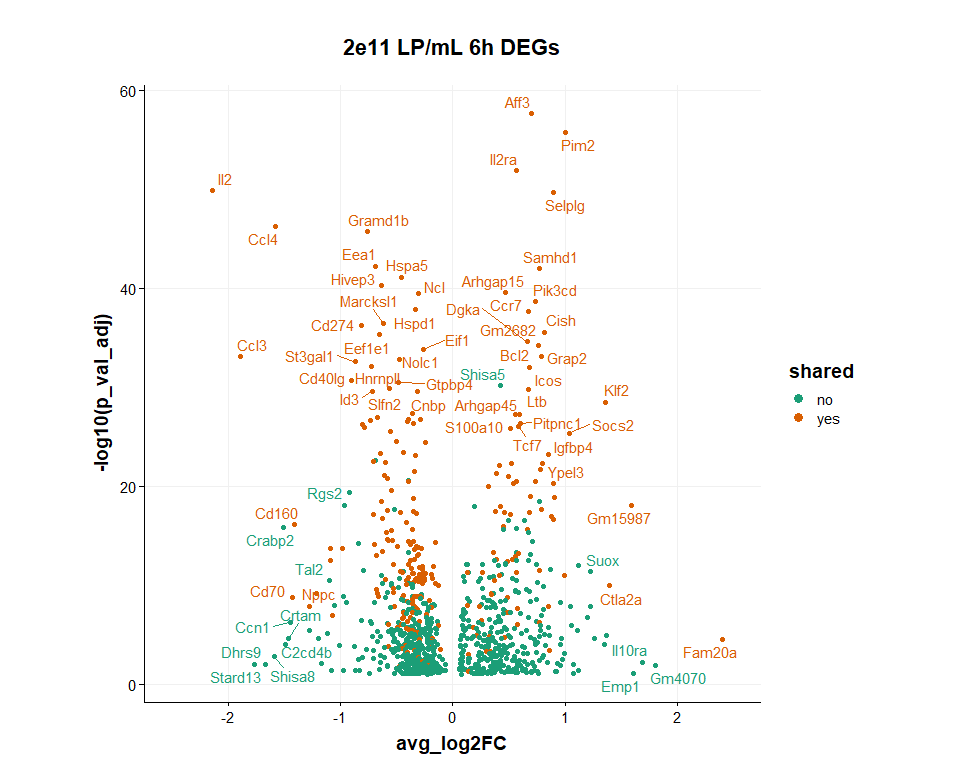 2e11 LP/mL 6h DEGs
60
Aff3
Pim2
Il2ra
Il2
Selplg
Gramd1b
Ccl4
Eea1
Hspa5
Samhd1
Hivep3
Ncl
Arhgap15
Pik3cd
40
Marcksl1
Dgka
Ccr7
Cd274
Hspd1
Gm2682
Cish
Ccl3
Eef1e1
Eif1
St3gal1
Nolc1
Bcl2
Grap2
Cd40lg
Hnrnpll
Gtpbp4
Shisa5
Icos
Id3
Slfn2
Cnbp
Arhgap45
Ltb
Klf2
S100a10
Pitpnc1
Socs2
Tcf7
Igfbp4
Ypel3
20
Rgs2
Cd160
Gm15987
Crabp2
Tal2
Suox
Cd70
Nppc
Ctla2a
Crtam
Ccn1
Dhrs9
C2cd4b
Il10ra
Fam20a
Stard13
Shisa8
Emp1
Gm4070
0
-2
-1
0
1
2
avg_log2FC
-log10(p_val_adj)
shared
no
yes